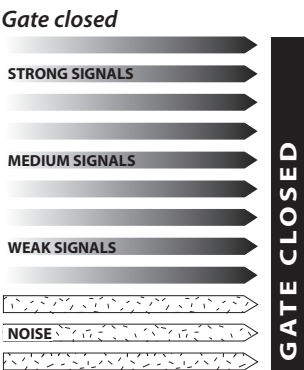 Gate closed
STRONG SIGNALS
MEDIUM SIGNALS
WEAK SIGNALS
NOISE
GATE CLOSED